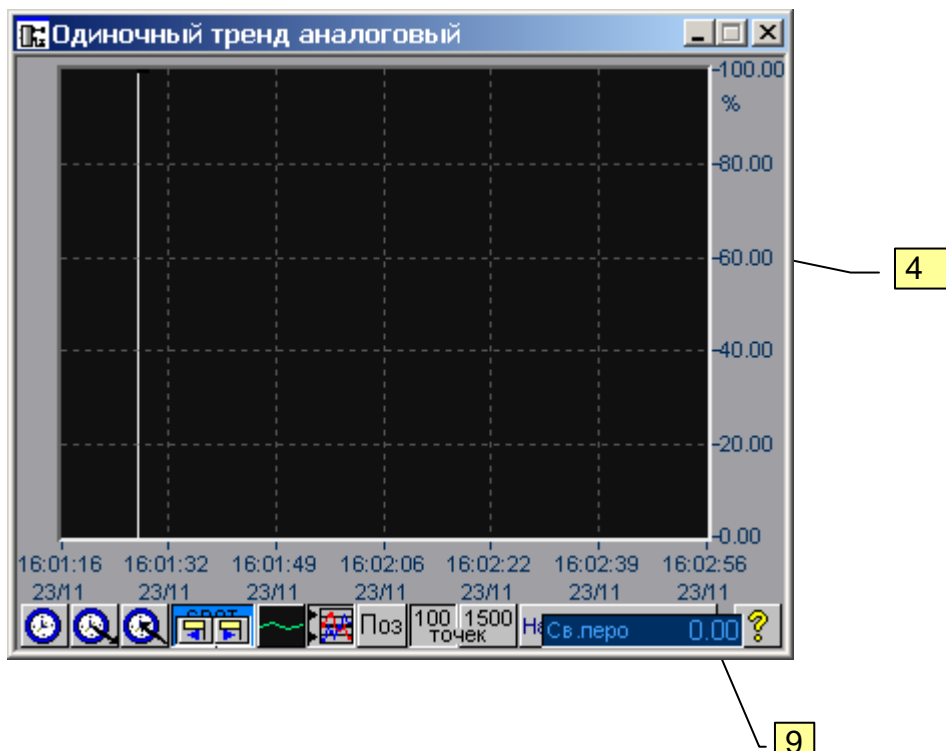 Одиночный тренд аналоговый
100.00
%
80.00
60.00
4
40.00
20.00
0.00
16:01:16 16:01:32 16:01:49 16:02:06 16:02:22 16:02:39 16:02:56
23/11 23/11 23/11 23/11 23/11 23/11 23/11
Поз 100 1500 Св.перо 0.00 ?
точек
9